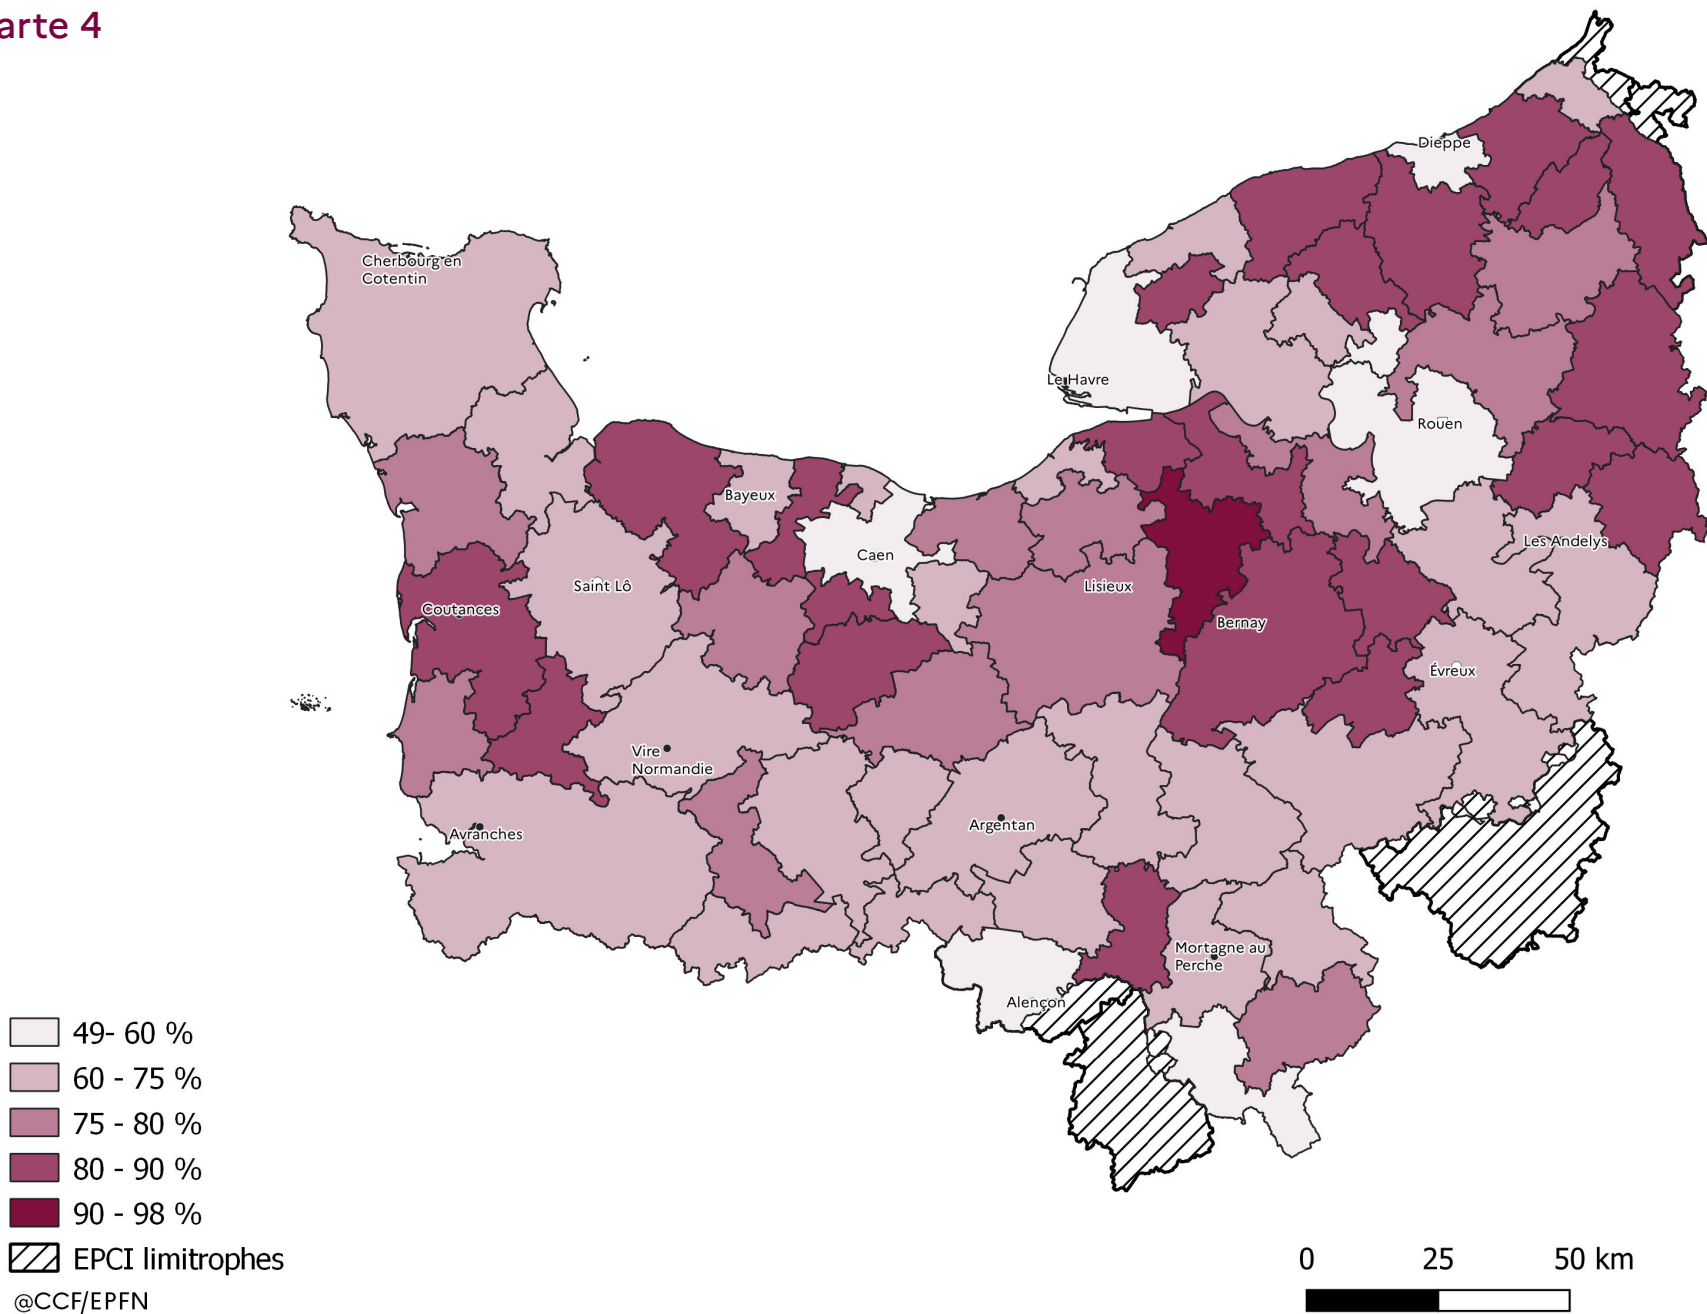 arte 4
Dieppe
Cherbourg en
Cotentin
Le Havre
Rouen
Bayeux
Caen
Les Andelys
Saint Lô
Lisieux
Coutances
Bernay
Évreux
Vire
Normandie
Argentan
Avranches
Mortagne au
Perche
Alençon
49- 60 %
60 - 75 %
75 - 80 %
80 - 90 %
90 - 98 %
EPCI limitrophes
@CCF/EPFN
0 25 50 km